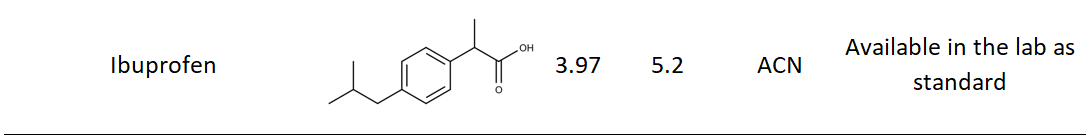 Ibuprofen
OH
O
3.97
5.2
ACN
Available in the lab as
standard